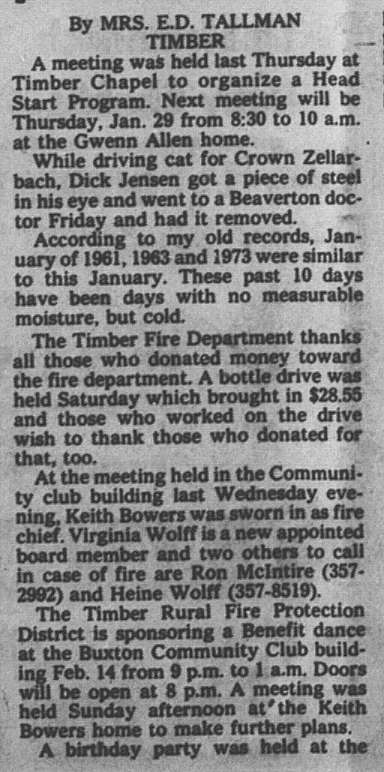 By MRS. E.D. TALLMAN
TIMBER
A meeting was held last Thursday at
Timber Chapel to organize a Head
Start Program. Next meeting will be
Thursday, Jan. 29 from 8:30 to 10 a.m.
at the Gwenn Allen home.
While driving cat for Crown Zellar-
bach, Dick Jensen got a piece of steel
in his eye and went to a Beaverton doc-
tor Friday and had it removed.
According to my old records, Jan-
uary of 1961, 1963 and 1973 were similar
to this January. These past 10 days
have been days with no measurable
moisture, but cold.
The Timber Fire Department thanks
all those who donated money toward
the fire department. A bottle drive was
held Saturday which brought in $28.55
and those who worked on the drive
wish to thank those who donated for
that, too.
At the meeting held in the Communi-
ty club building last Wednesday eve-
ning, Keith Bowers was sworn in as fire
chief. Virginia Wolff is a new appointed
board member and two others to call
in case of fire are Ron McIntire (357-
2992) and Heine Wolff (357-8519).
The Timber Rural Fire Protection
District is sponsoring a Benefit dance
at the Buxton Community Club build-
ing Feb. 14 from 9 p.m. to 1 a.m. Doors
will be open at 8 p.m. A meeting was
held Sunday afternoon at the Keith
Bowers home to make further plans.
A birthday party was held at the